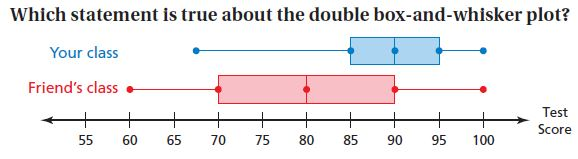 Which statement is true about the double box-and-whisker plot?
Your class
Friend's class
55 60 65 70 75 80 85 90 95 100
Test
Score